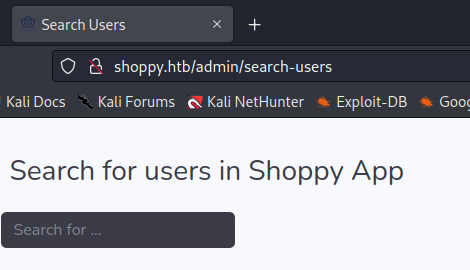 Search Users
shoppy.htb/admin/search-users
Kali Docs Kali Forums Kali NetHunter Exploit-DB Goog
Search for users in Shoppy App
Search for ...